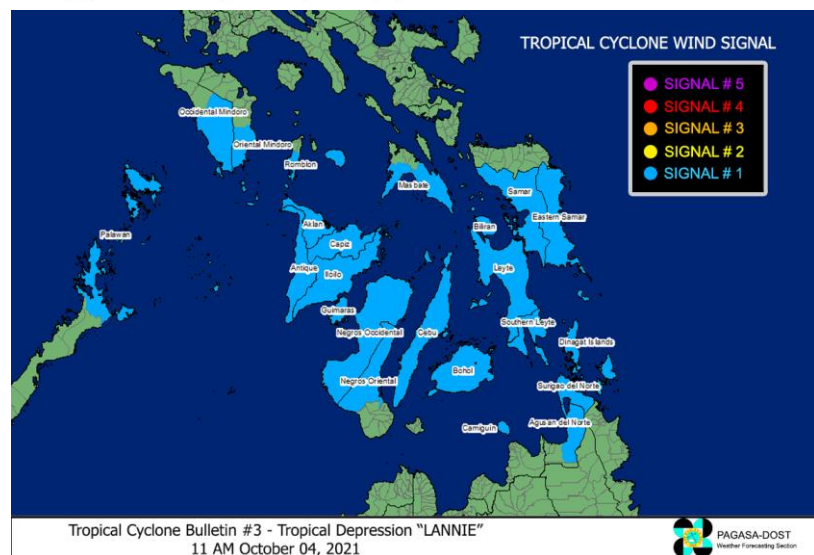 TROPICAL CYCLONE WIND SIGNAL
SIGNAL # 5
SIGNAL # 4
SIGNAL # 3
SIGNAL # 2
SIGNAL # 1
Occidental Mindoro
Oriental Mindoro
Romblon
Masbate
Samar
Eastern Samar
Palawan
Aklan
Capiz
Biliran
Antique
Iloilo
Leyte
Guimaras
Negros Occidental
Cebu
Southern Leyte
Dinagat Islands
Bohol
Negros Oriental
Surigao del Norte
Camiguin
Agusan del Norte
Tropical Cyclone Bulletin #3 - Tropical Depression “LANNIE”
11 AM October 04, 2021
PAGASA-DOST
Weather Forecasting Section